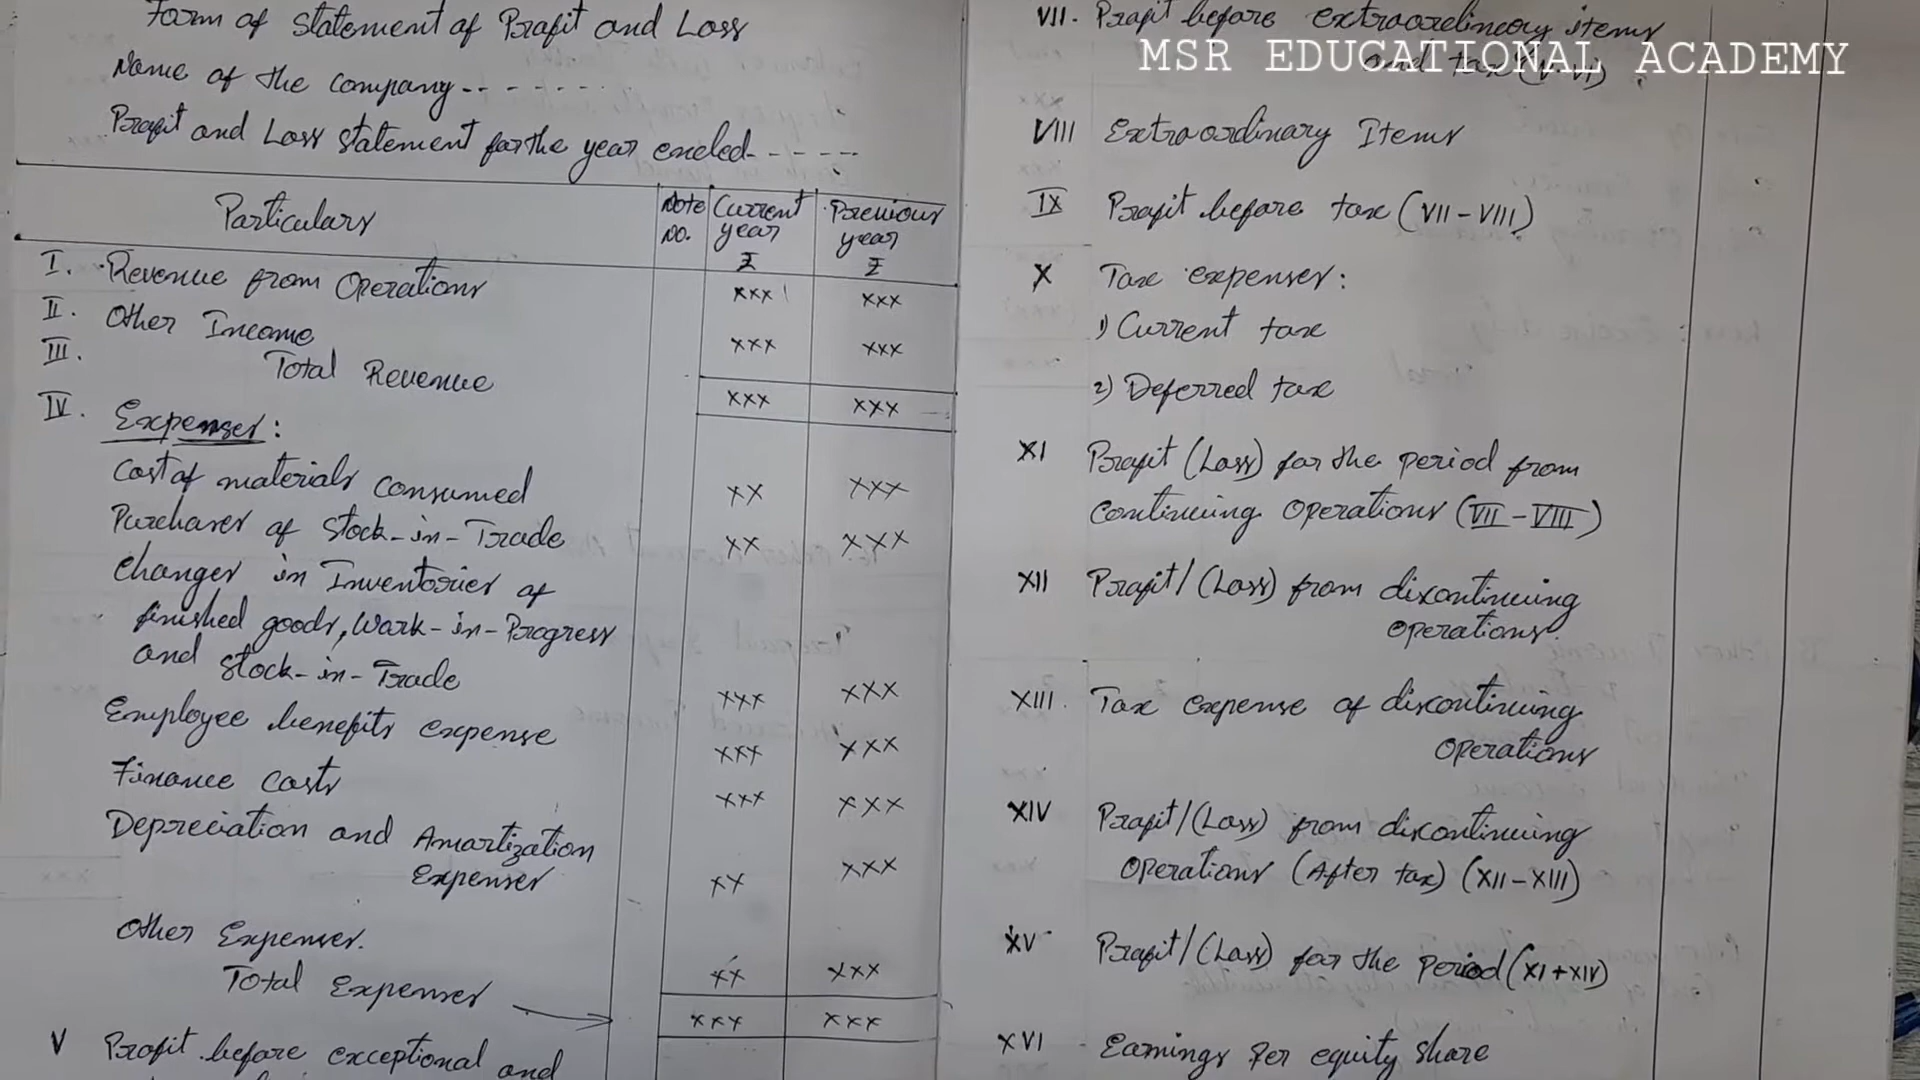 Form of Statement of Profit and Loss
Name of the company-- - - - - -
Profit and Loss Statement for the year ended- - - - -
Particulars
Note No.
Current year ₹
Previous year ₹
I. Revenue from Operations xxx xxx
II. Other Income xxx xxx
III. Total Revenue xxx xxx
IV. Expenses:
Cost of materials consumed xx xxx
Purchases of Stock-in-Trade xx xxx
Changes in Inventories of
finished goods, Work-in-Progress
and Stock-in-Trade xxx xxx
Employee benefits expense xxx xxx
Finance Costs xxx xxx
Depreciation and Amortization
Expenses xx xxx
Other Expenses. xx xxx
Total Expenses xxx xxx
V Profit before exceptional and
VII. Profit before extraordinary items
and tax (V-VI)
MSR EDUCATIONAL ACADEMY
VIII Extraordinary Items
IX Profit before tax (VII-VIII)
X Tax expenses:
1) Current tax
2) Deferred tax
XI Profit (Loss) for the period from
Continuing Operations (VII-VIII)
XII Profit/(Loss) from discontinuing
Operations.
XIII. Tax expense of discontinuing
Operations
XIV Profit/(Loss) from discontinuing
Operations (After tax) (XII-XIII)
XV Profit/(Loss) for the Period (XI+XIV)
XVI Earnings Per equity share